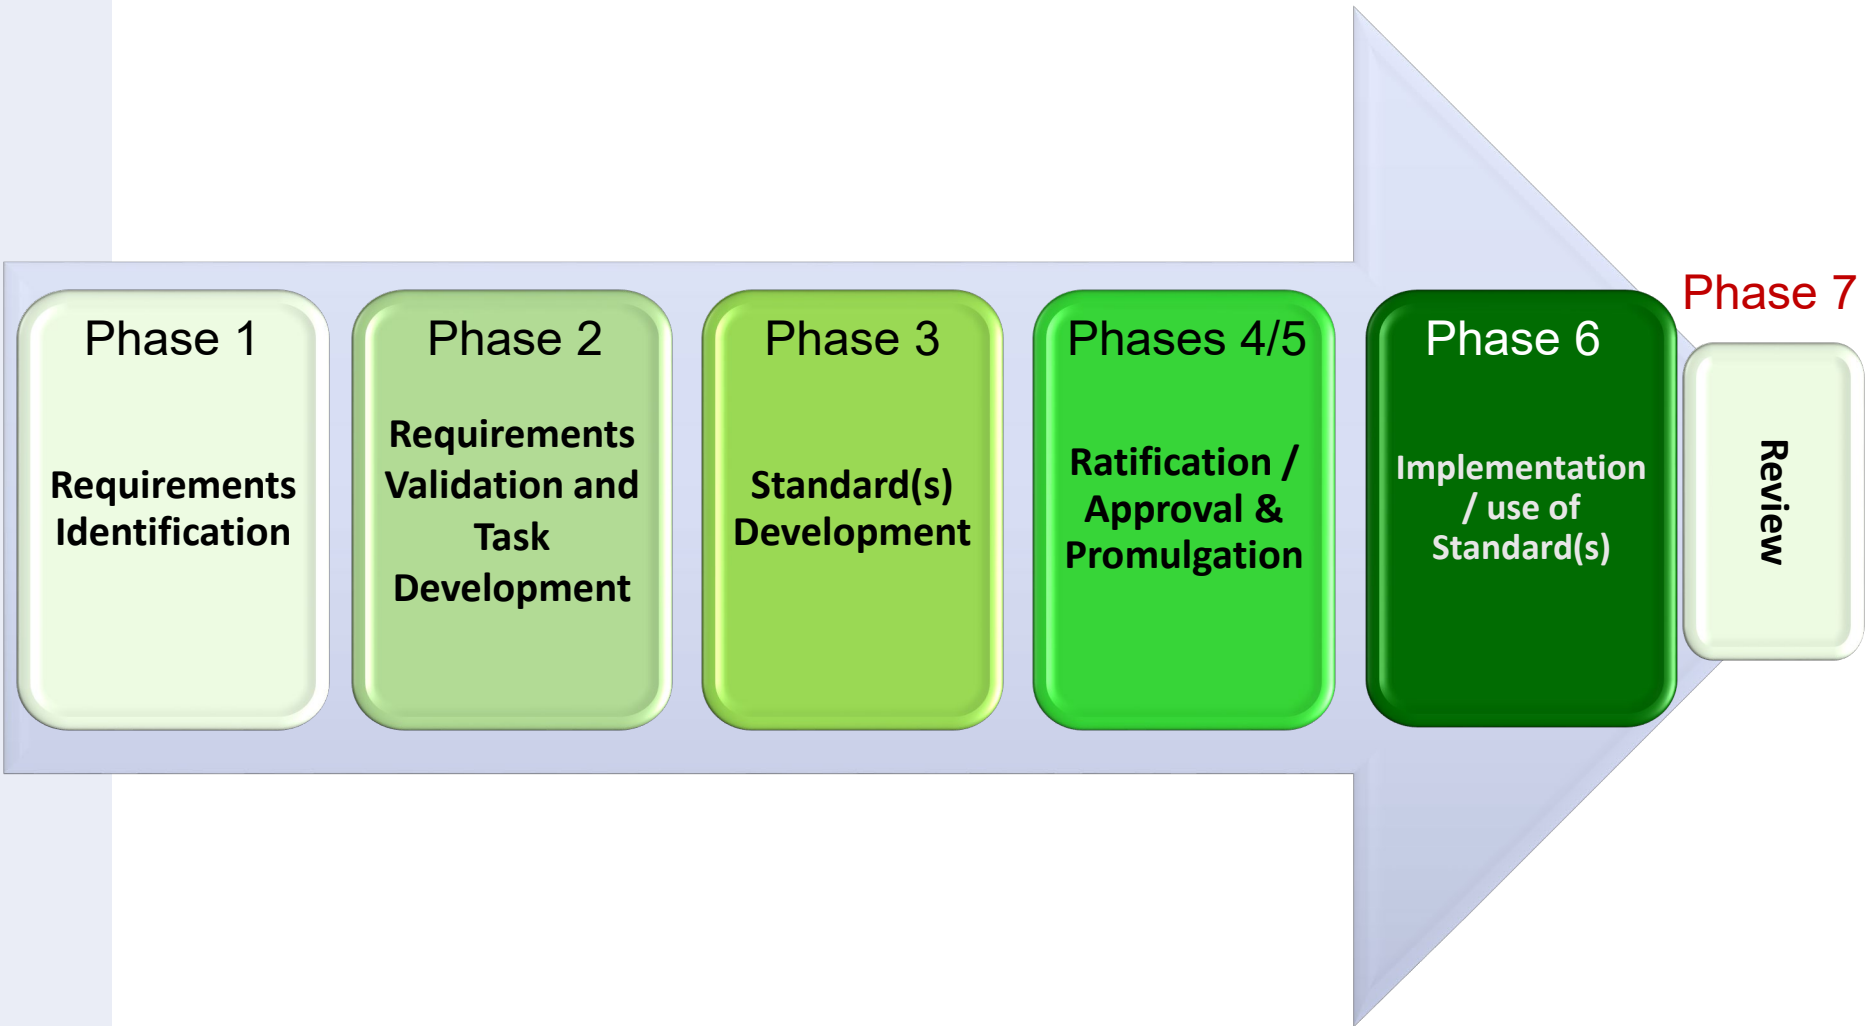 Phase 1
Requirements
Identification
Phase 2
Requirements
Validation and
Task
Development
Phase 3
Standard(s)
Development
Phases 4/5
Ratification /
Approval &
Promulgation
Phase 6
Implementation
/ use of
Standard(s)
Phase 7
Review